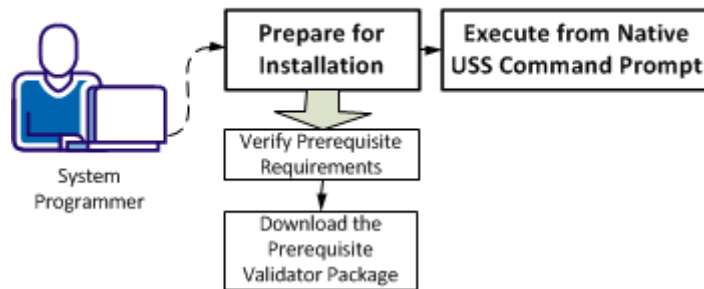 Prepare for
Installation
Execute from Native
USS Command Prompt
Verify Prerequisite
Requirements
System
Programmer
Download the
Prerequisite
Validator Package